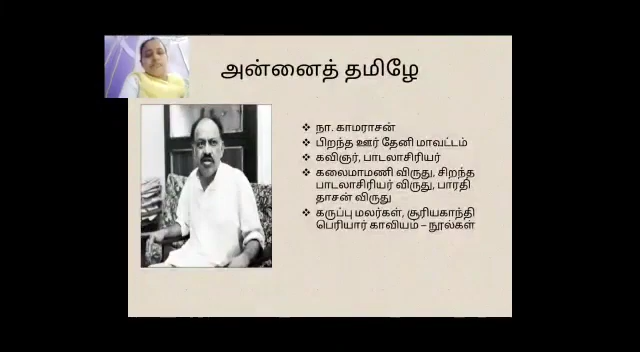 அன்னைத் தமிழே
❖ நா. காமராசன்
❖ பிறந்த ஊர் தேனி மாவட்டம்
❖ கவிஞர், பாடலாசிரியர்
❖ கலைமாமணி விருது, சிறந்த
பாடலாசிரியர் விருது, பாரதி
தாசன் விருது
❖ கருப்பு மலர்கள், சூரியகாந்தி
பெரியார் காவியம் – நூல்கள்